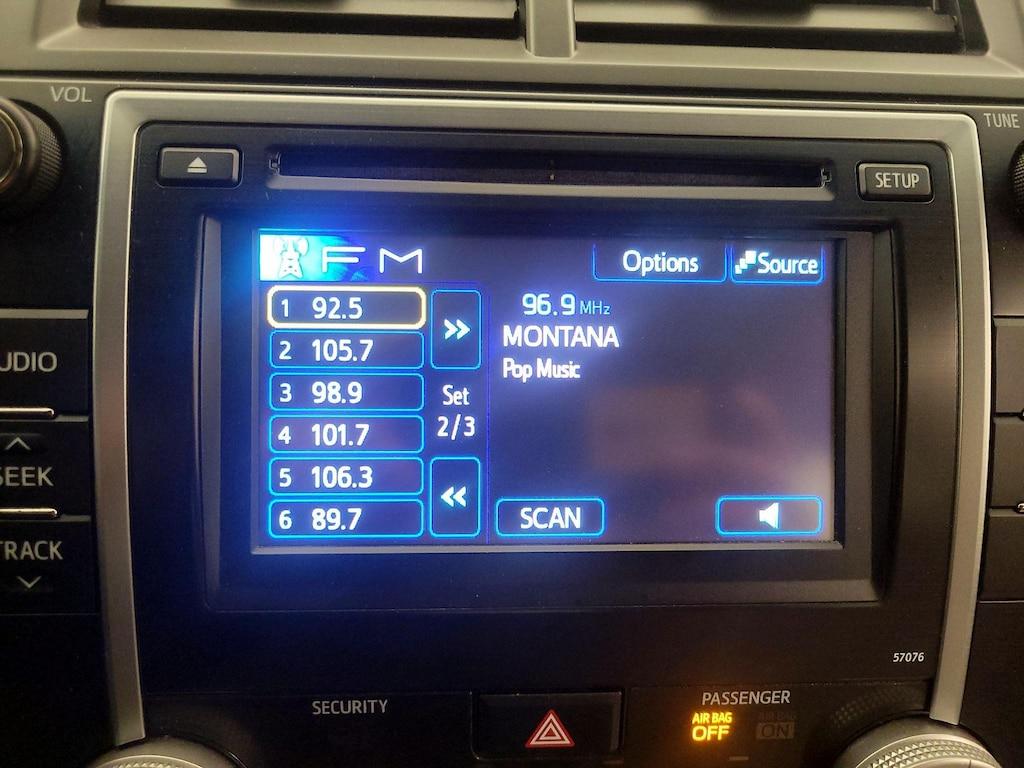 VOL
TUNE
SETUP
FM
Options
Source
1 92.5
2 105.7
3 98.9
4 101.7
5 106.3
6 89.7
>>
Set
2/3
<<
96.9 MHz
MONTANA
Pop Music
SCAN
UDIO
SEEK
TRACK
57076
SECURITY
PASSENGER
AIR BAG
OFF
AIR BAG
ON